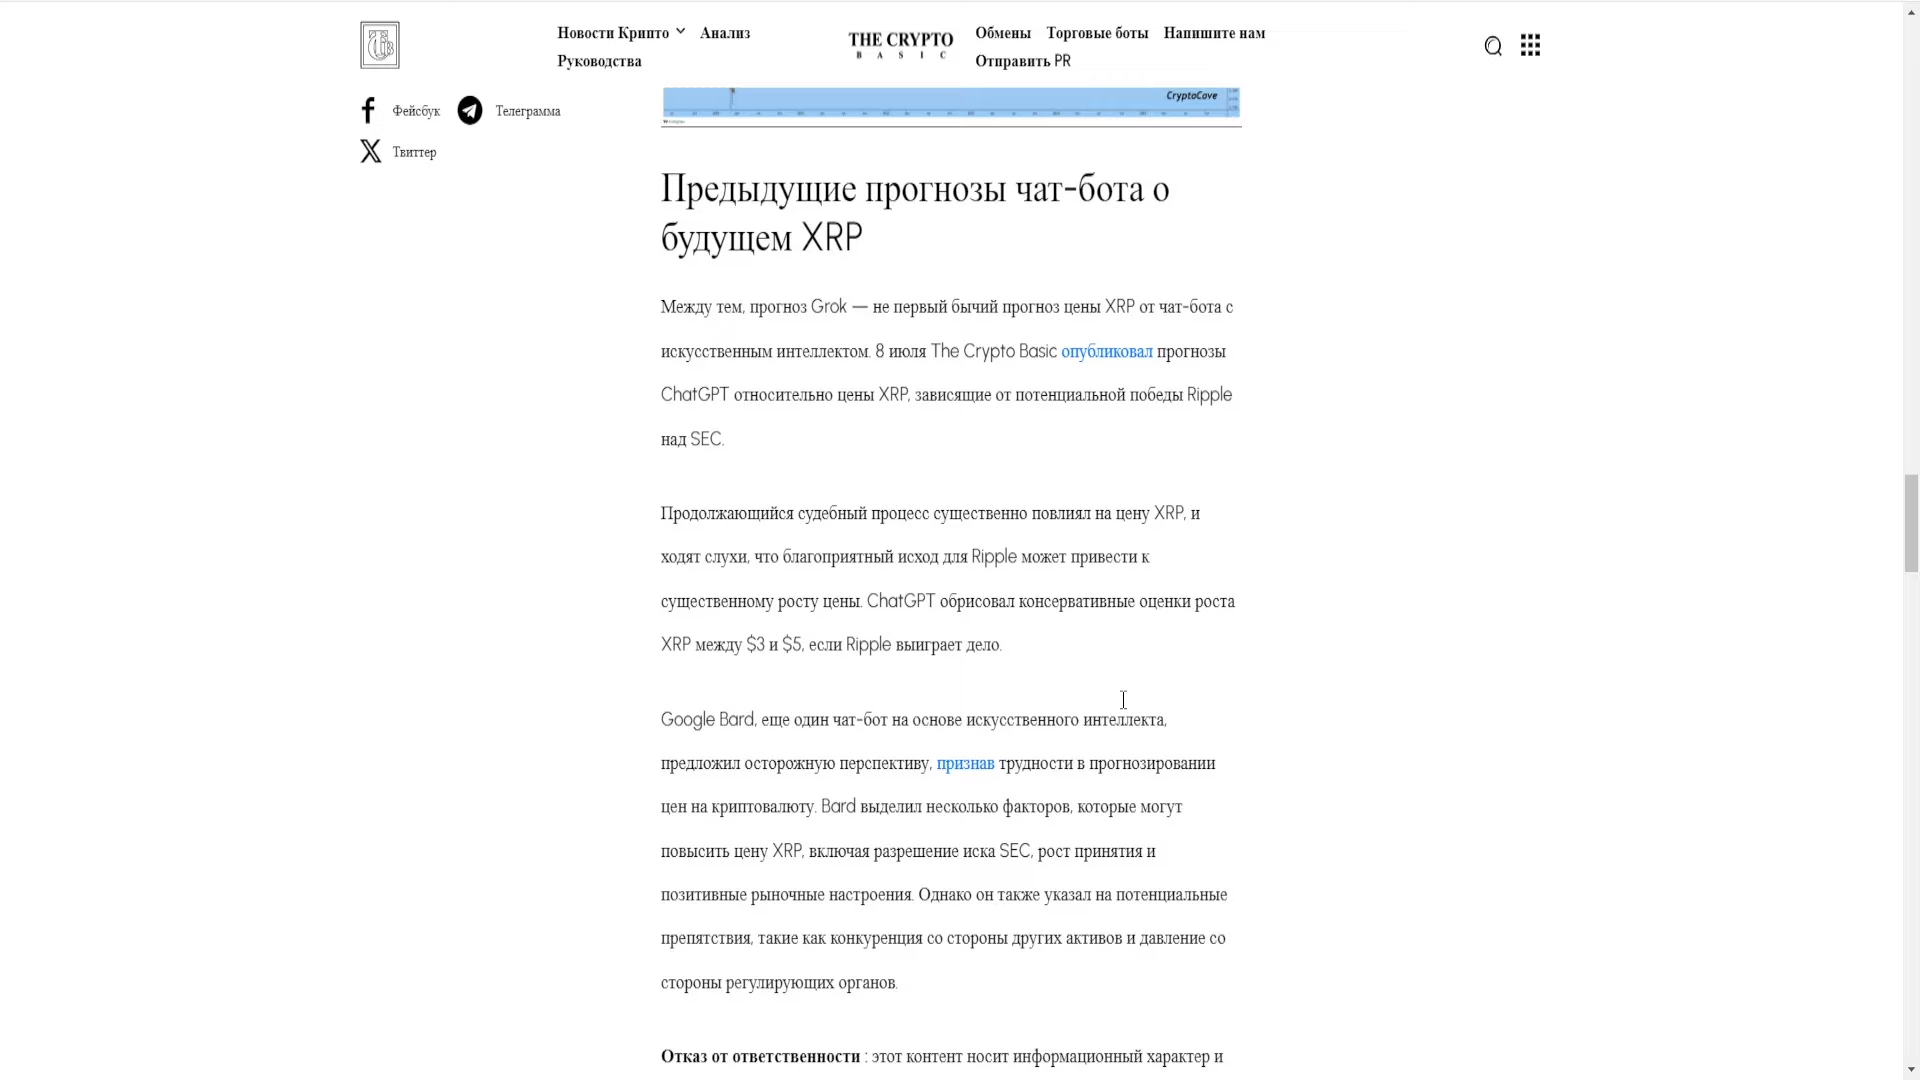 Новости Крипто Анализ
Руководства
THE CRYPTO
BASIC
Обмены Торговые боты Напишите нам
Отправить PR
Фейсбук Телеграмма
Твиттер
CryptoCove
Предыдущие прогнозы чат-бота о
будущем XRP
Между тем, прогноз Grok — не первый бычий прогноз цены XRP от чат-бота с
искусственным интеллектом. 8 июля The Crypto Basic опубликовал прогнозы
ChatGPT относительно цены XRP, зависящие от потенциальной победы Ripple
над SEC.
Продолжающийся судебный процесс существенно повлиял на цену XRP, и
ходят слухи, что благоприятный исход для Ripple может привести к
существенному росту цены. ChatGPT обрисовал консервативные оценки роста
XRP между $3 и $5, если Ripple выиграет дело.
Google Bard, еще один чат-бот на основе искусственного интеллекта,
предложил осторожную перспективу, признав трудности в прогнозировании
цен на криптовалюту. Bard выделил несколько факторов, которые могут
повысить цену XRP, включая разрешение иска SEC, рост принятия и
позитивные рыночные настроения. Однако он также указал на потенциальные
препятствия, такие как конкуренция со стороны других активов и давление со
стороны регулирующих органов.
Отказ от ответственности : этот контент носит информационный характер и